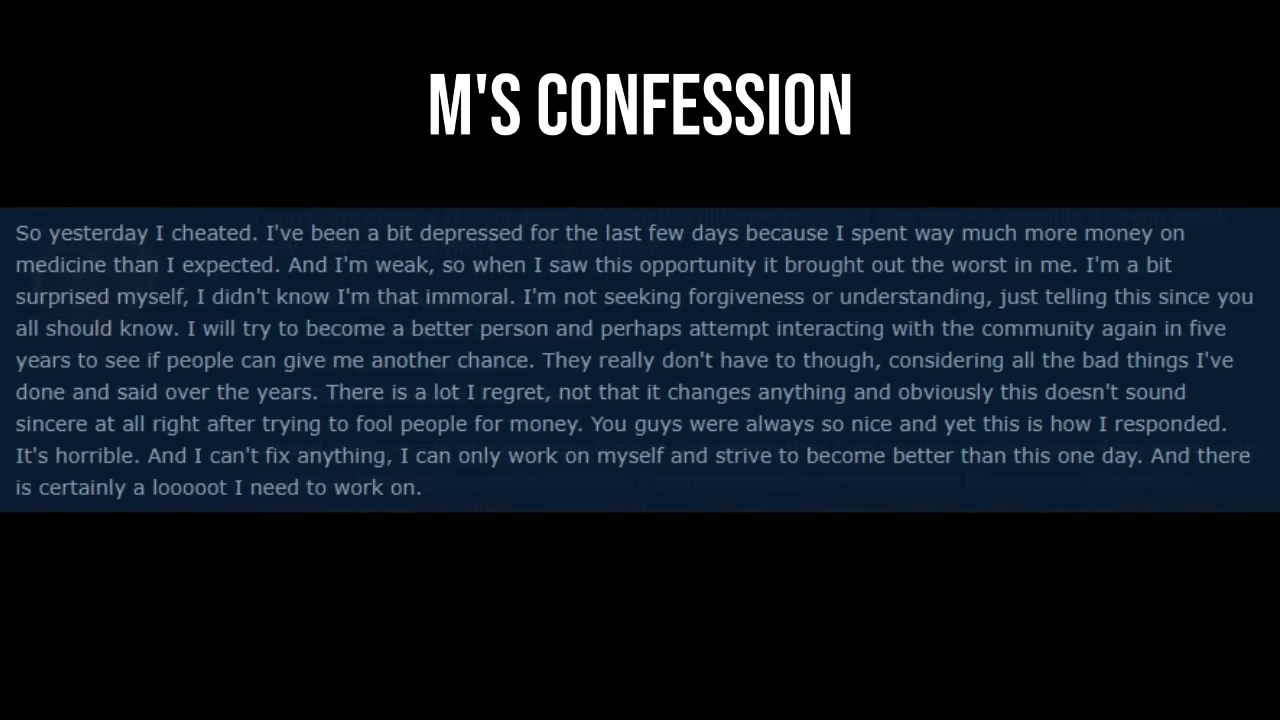 M'S CONFESSION
So yesterday I cheated. I've been a bit depressed for the last few days because I spent way much more money on
medicine than I expected. And I'm weak, so when I saw this opportunity it brought out the worst in me. I'm a bit
surprised myself, I didn't know I'm that immoral. I'm not seeking forgiveness or understanding, just telling this since you
all should know. I will try to become a better person and perhaps attempt interacting with the community again in five
years to see if people can give me another chance. They really don't have to though, considering all the bad things I've
done and said over the years. There is a lot I regret, not that it changes anything and obviously this doesn't sound
sincere at all right after trying to fool people for money. You guys were always so nice and yet this is how I responded.
It's horrible. And I can't fix anything, I can only work on myself and strive to become better than this one day. And there
is certainly a looooot I need to work on.